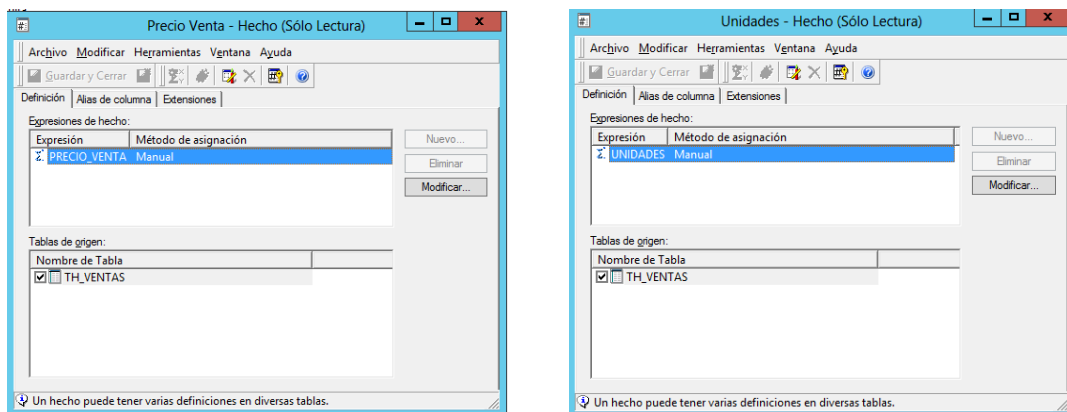 Precio Venta - Hecho (Sólo Lectura)
Archivo Modificar Herramientas Ventana Ayuda
Guardar y Cerrar
Definición Alias de columna Extensiones
Expresiones de hecho:
Expresión Método de asignación
PRECIO_VENTA Manual
Nuevo...
Eliminar
Modificar...
Tablas de origen:
Nombre de Tabla
TH_VENTAS
Un hecho puede tener varias definiciones en diversas tablas.
Unidades - Hecho (Sólo Lectura)
Archivo Modificar Herramientas Ventana Ayuda
Guardar y Cerrar
Definición Alias de columna Extensiones
Expresiones de hecho:
Expresión Método de asignación
UNIDADES Manual
Nuevo...
Eliminar
Modificar...
Tablas de origen:
Nombre de Tabla
TH_VENTAS
Un hecho puede tener varias definiciones en diversas tablas.